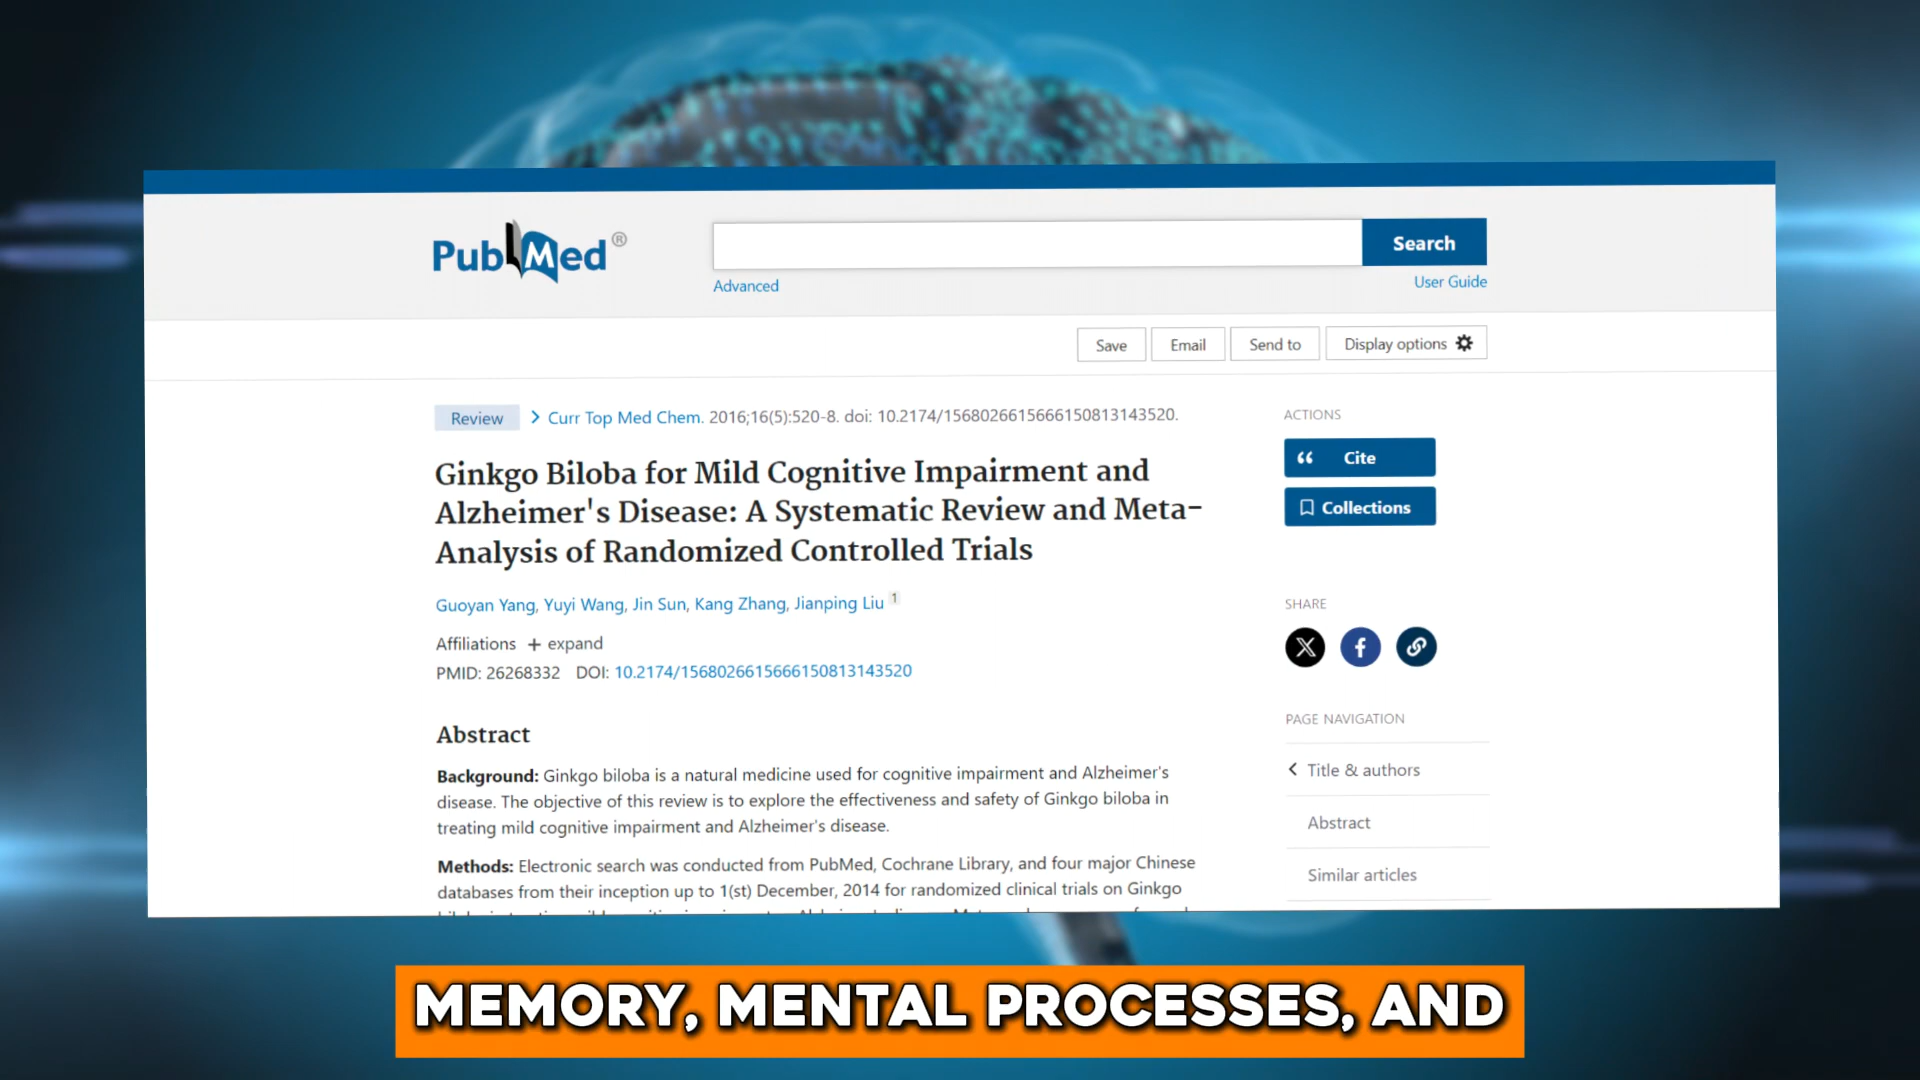 PubMed®
Search
Advanced
User Guide
Save
Email
Send to
Display options
Review
Curr Top Med Chem. 2016;16(5):520-8. doi: 10.2174/1568026615666150813143520.
Ginkgo Biloba for Mild Cognitive Impairment and
Alzheimer's Disease: A Systematic Review and Meta-
Analysis of Randomized Controlled Trials
Guoyan Yang, Yuyi Wang, Jin Sun, Kang Zhang, Jianping Liu 1
Affiliations + expand
PMID: 26268332 DOI: 10.2174/1568026615666150813143520
Abstract
Background: Ginkgo biloba is a natural medicine used for cognitive impairment and Alzheimer's
disease. The objective of this review is to explore the effectiveness and safety of Ginkgo biloba in
treating mild cognitive impairment and Alzheimer's disease.
Methods: Electronic search was conducted from PubMed, Cochrane Library, and four major Chinese
databases from their inception up to 1(st) December, 2014 for randomized clinical trials on Ginkgo
ACTIONS
Cite
Collections
SHARE
PAGE NAVIGATION
Title & authors
Abstract
Similar articles
MEMORY, MENTAL PROCESSES, AND